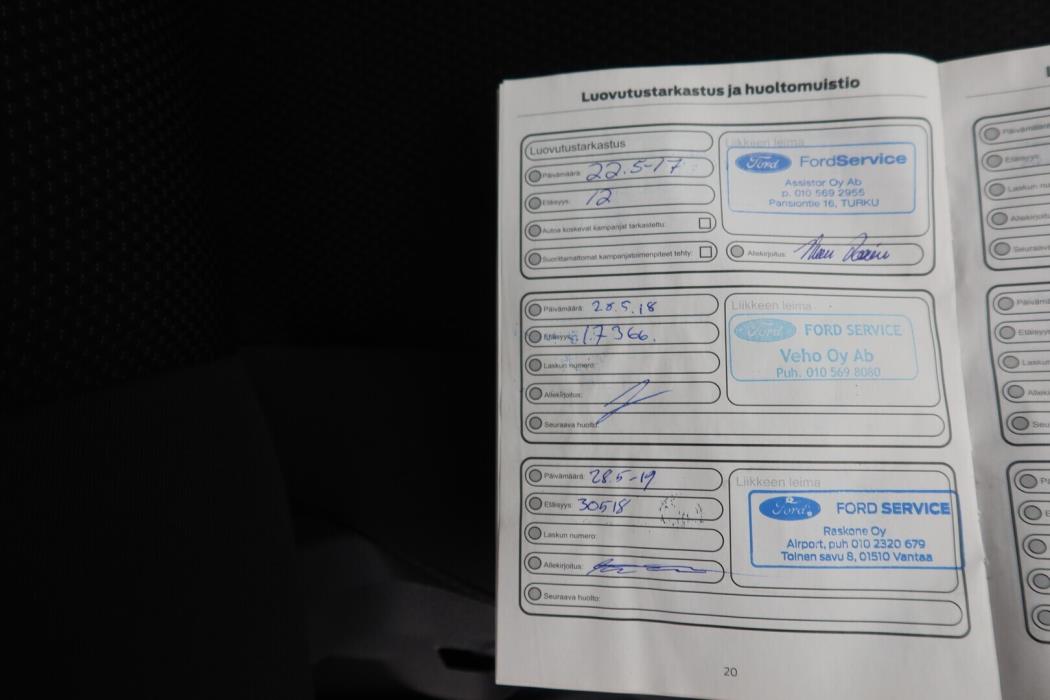 Luovutustarkastus ja huoltomuistio
Luovutustarkastus
Päivämäärä: 22.5-17
Etäisyys: 12
Autoa koskevat kampanjat tarkastettu:
Suorittamattomat kampanjatoimenpiteet tehty:
Liikkeen leima
Ford FordService
Assistor Oy Ab
p. 010 569 2955
Pansiontie 16, TURKU
Allekirjoitus:
Päivämäärä: 28.5.18
Etäisyys: 17366.
Laskun numero:
Allekirjoitus:
Seuraava huolto:
Liikkeen leima
Ford FORD SERVICE
Veho Oy Ab
Puh. 010 569 8080
Päivämäärä: 28.5-19
Etäisyys: 30518
Laskun numero:
Allekirjoitus:
Seuraava huolto:
Liikkeen leima
Ford FORD SERVICE
Raskone Oy
Airport, puh 010 2320 679
Toinen savu 8, 01510 Vantaa
20